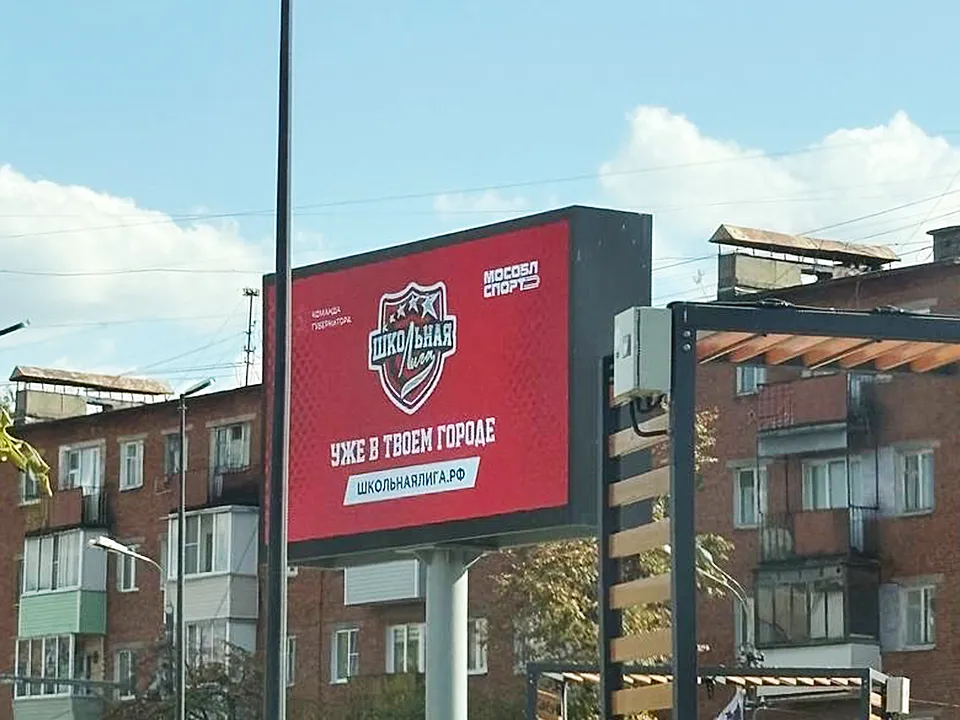 КОМАНДА
ГУБЕРНАТОРА
МОСОБЛ
СПОРТ
ШКОЛЬНАЯ
Лига
УЖЕ В ТВОЕМ ГОРОДЕ
ШКОЛЬНАЯЛИГА.РФ